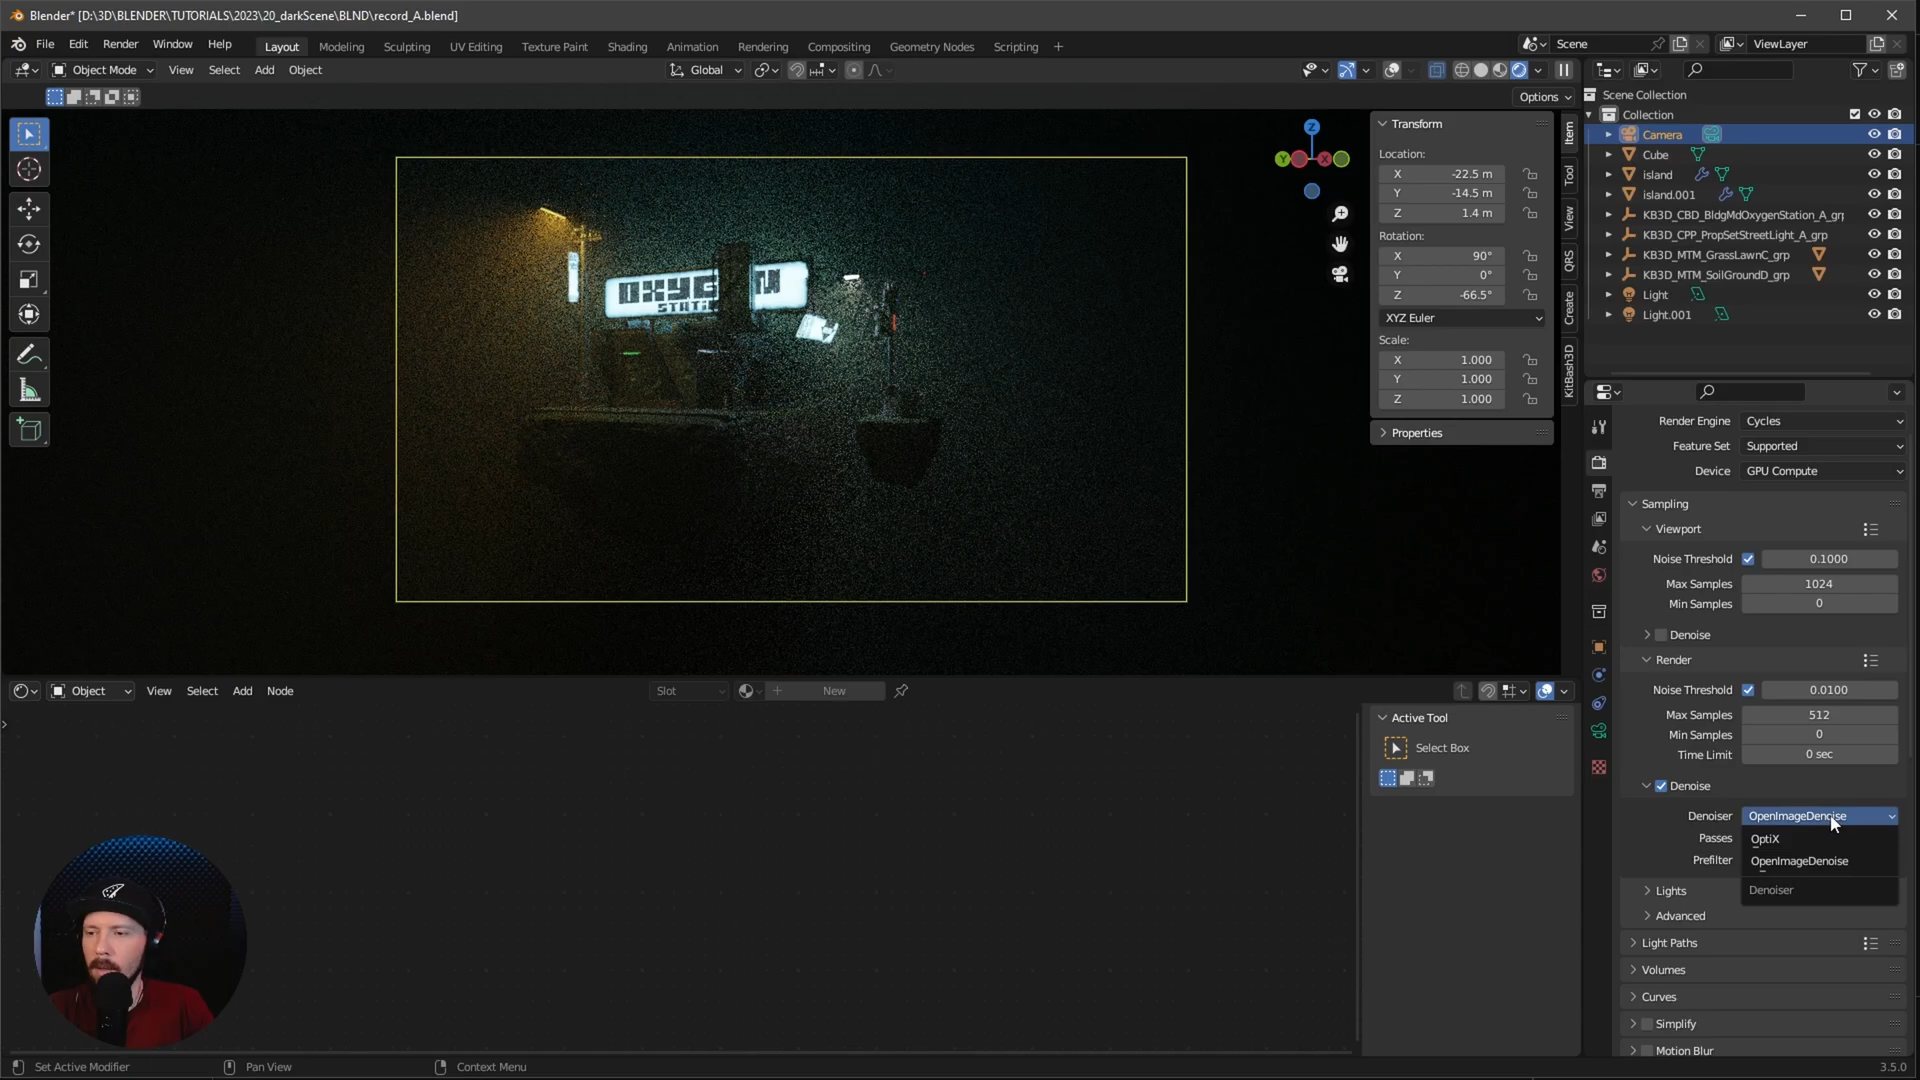 Blender* [D:\3D\BLENDER\TUTORIALS\2023\20_darkScene\BLND\record_A.blend]
File Edit Render Window Help Layout Modeling Sculpting UV Editing Texture Paint Shading Animation Rendering Compositing Geometry Nodes Scripting Scene ViewLayer
Object Mode View Select Add Object Global
Options
Scene Collection
Collection
Camera
Cube
island
island.001
KB3D_CBD_BldgMdOxygenStation_A_grp
KB3D_CPP_PropSetStreetLight_A_grp
KB3D_MTM_GrassLawnC_grp
KB3D_MTM_SoilGroundD_grp
Light
Light.001
Z
Y X
Transform
Location:
X -22.5 m
Y -14.5 m
Z 1.4 m
Rotation:
X 90°
Y 0°
Z -66.5°
XYZ Euler
Scale:
X 1.000
Y 1.000
Z 1.000
Properties
Item
Tool
View
QRS
Create
KitBash3D
Render Engine Cycles
Feature Set Supported
Device GPU Compute
Sampling
Viewport
Noise Threshold 0.1000
Max Samples 1024
Min Samples 0
Denoise
Render
Noise Threshold 0.0100
Max Samples 512
Min Samples 0
Time Limit 0 sec
Denoise
Denoiser OpenImageDenoise
Passes OptiX
Prefilter OpenImageDenoise
Lights Denoiser
Advanced
Light Paths
Volumes
Curves
Simplify
Motion Blur
Object View Select Add Node Slot New
Active Tool
Select Box
Set Active Modifier Pan View Context Menu 3.5.0